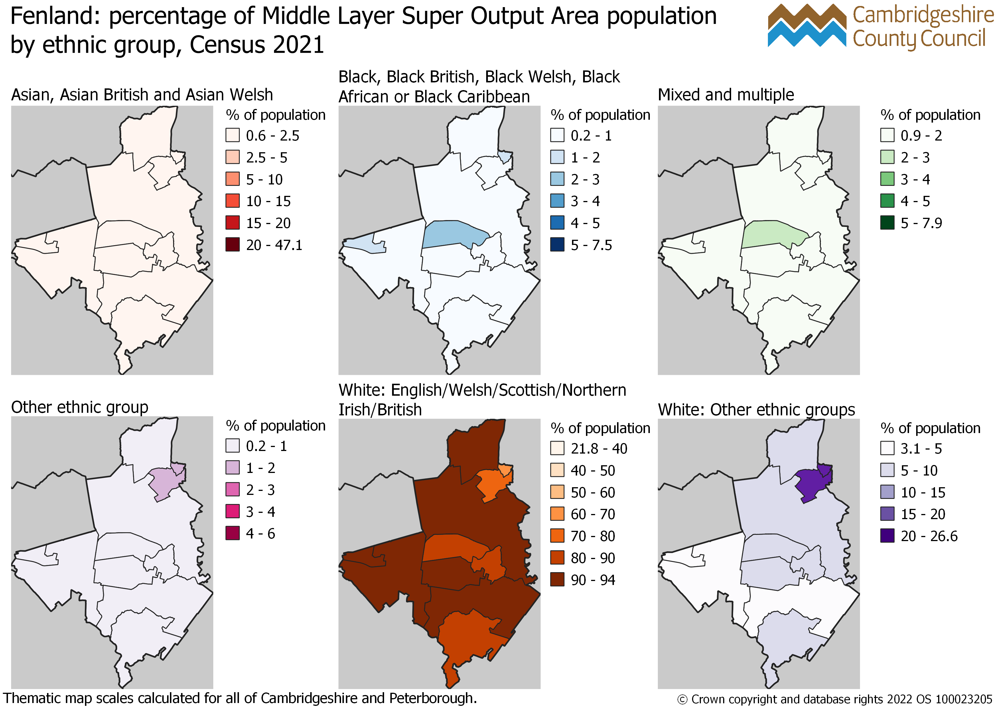 Fenland: percentage of Middle Layer Super Output Area population
by ethnic group, Census 2021
Cambridgeshire
County Council
Asian, Asian British and Asian Welsh
% of population
0.6 - 2.5
2.5 - 5
5 - 10
10 - 15
15 - 20
20 - 47.1
Black, Black British, Black Welsh, Black
African or Black Caribbean
% of population
0.2 - 1
1 - 2
2 - 3
3 - 4
4 - 5
5 - 7.5
Mixed and multiple
% of population
0.9 - 2
2 - 3
3 - 4
4 - 5
5 - 7.9
Other ethnic group
% of population
0.2 - 1
1 - 2
2 - 3
3 - 4
4 - 6
White: English/Welsh/Scottish/Northern
Irish/British
% of population
21.8 - 40
40 - 50
50 - 60
60 - 70
70 - 80
80 - 90
90 - 94
White: Other ethnic groups
% of population
3.1 - 5
5 - 10
10 - 15
15 - 20
20 - 26.6
Thematic map scales calculated for all of Cambridgeshire and Peterborough.
© Crown copyright and database rights 2022 OS 100023205